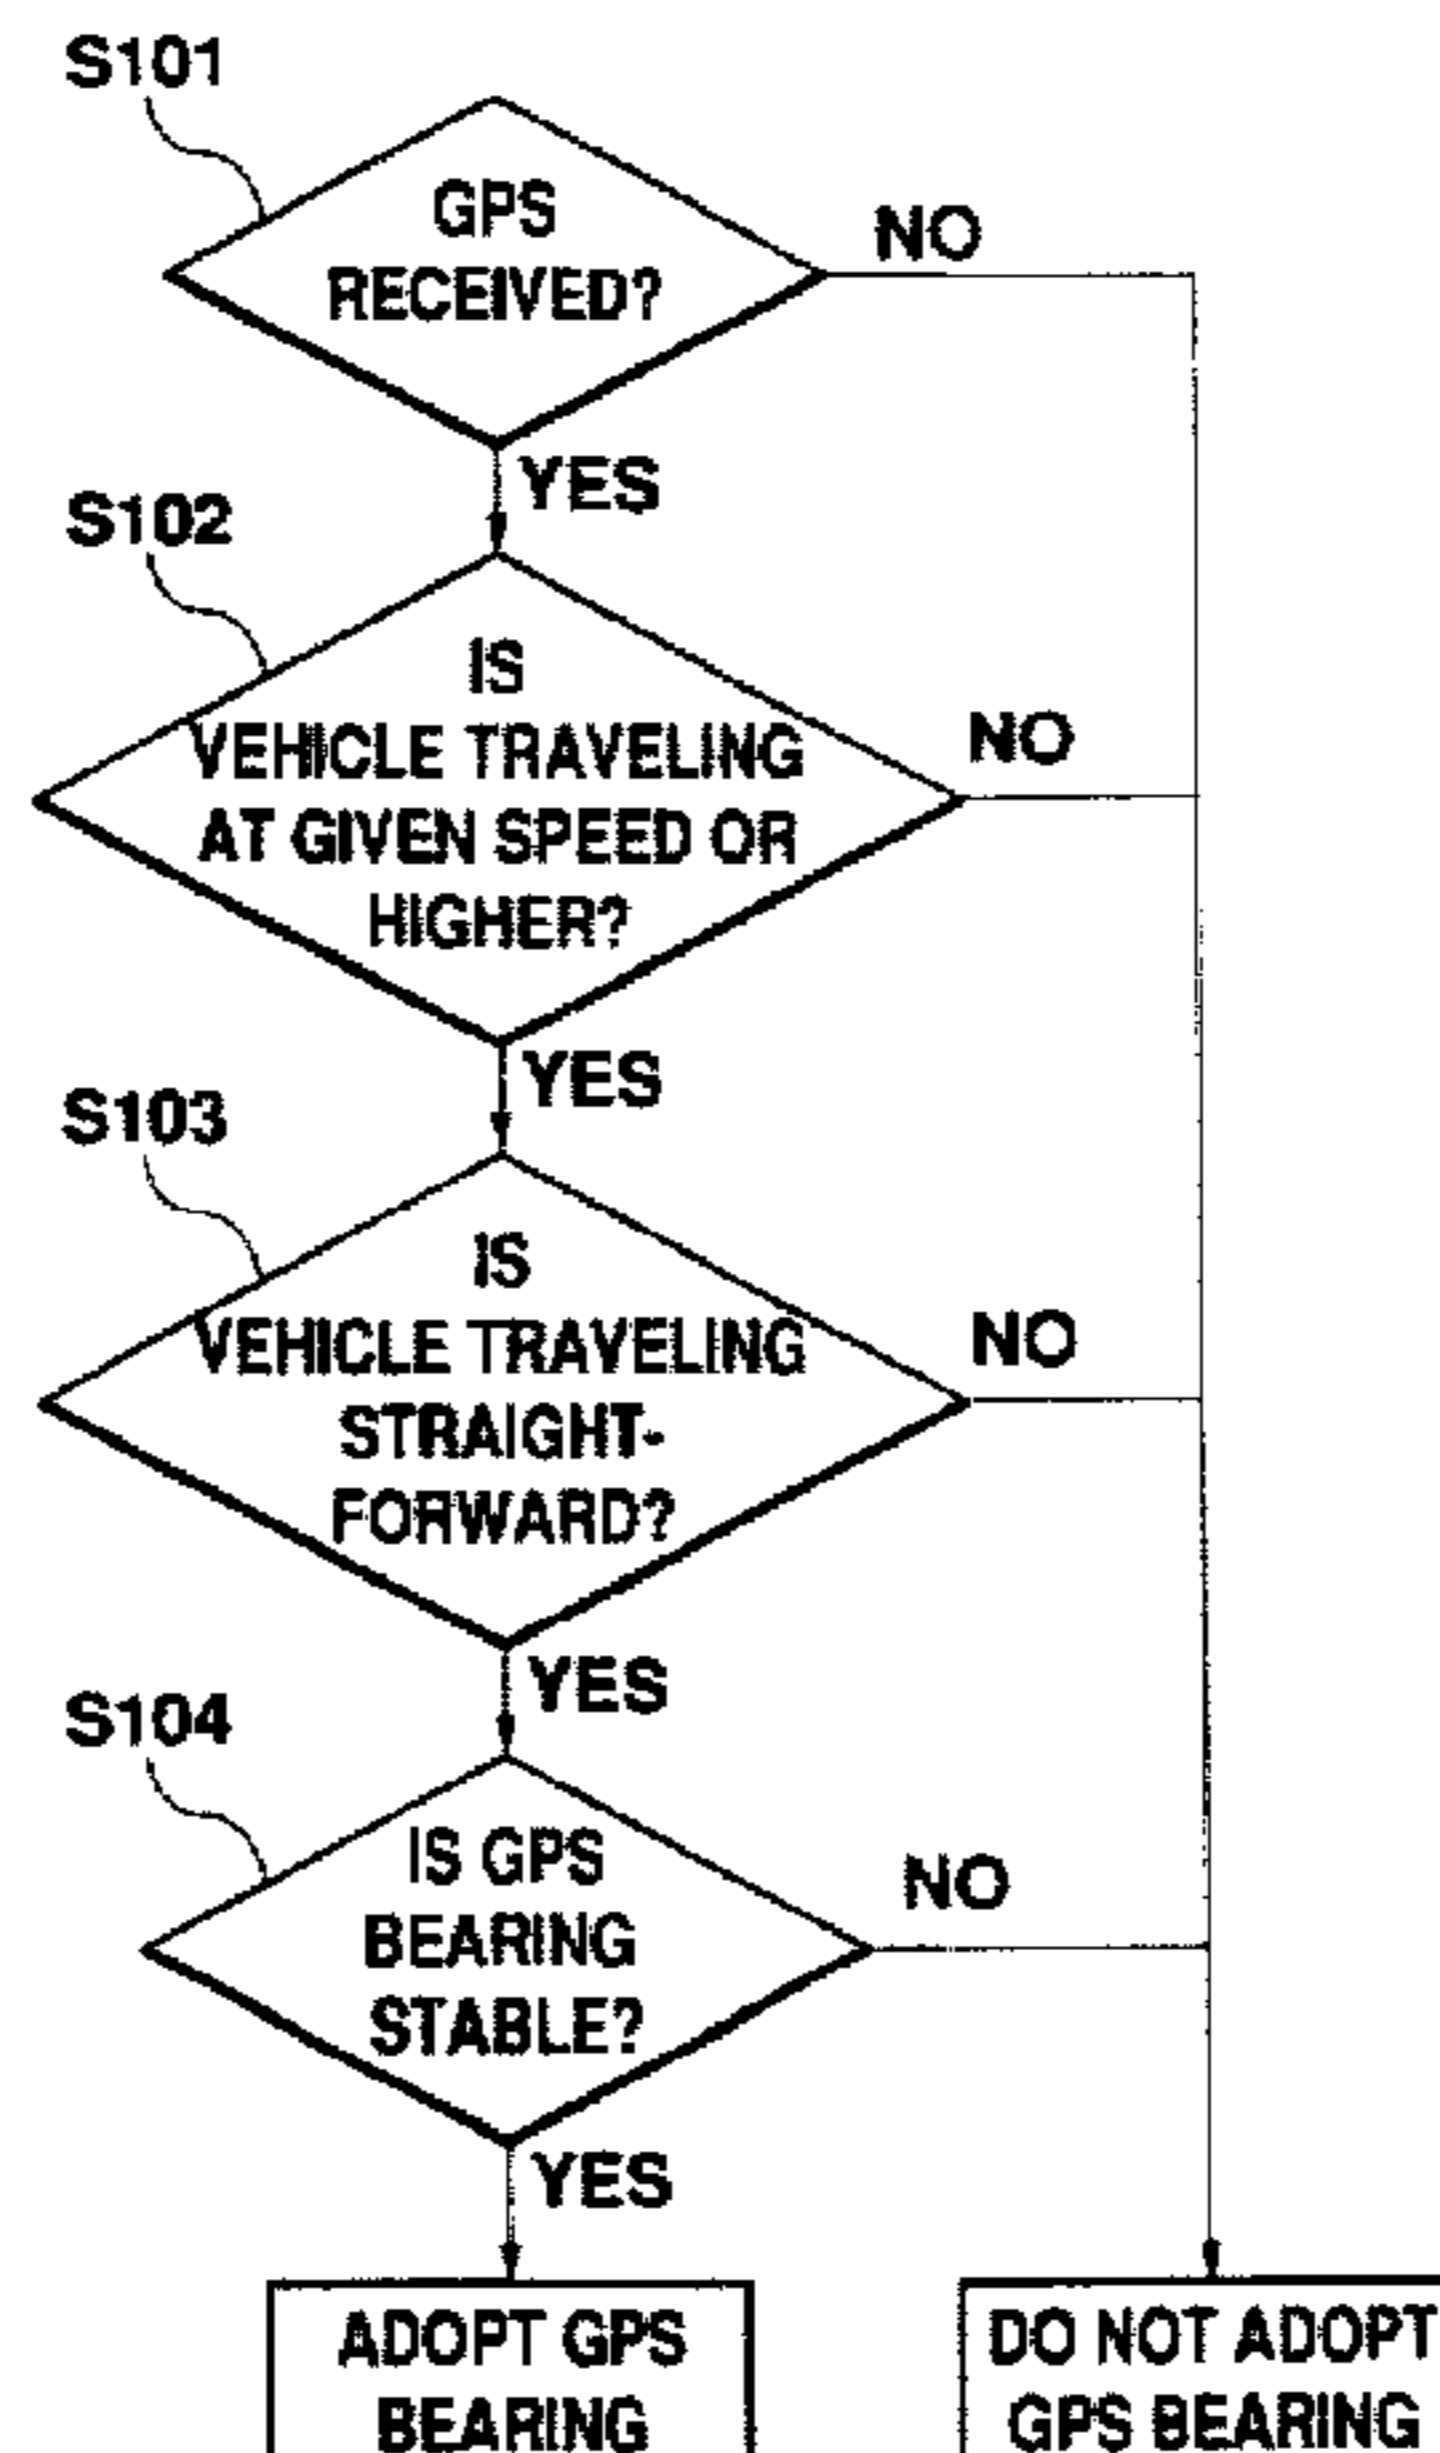 S101
GPS
RECEIVED?
NO
YES
S102
IS
VEHICLE TRAVELING
AT GIVEN SPEED OR
HIGHER?
NO
YES
S103
IS
VEHICLE TRAVELING
STRAIGHT-
FORWARD?
NO
YES
S104
IS GPS
BEARING
STABLE?
NO
YES
ADOPT GPS
BEARING
DO NOT ADOPT
GPS BEARING